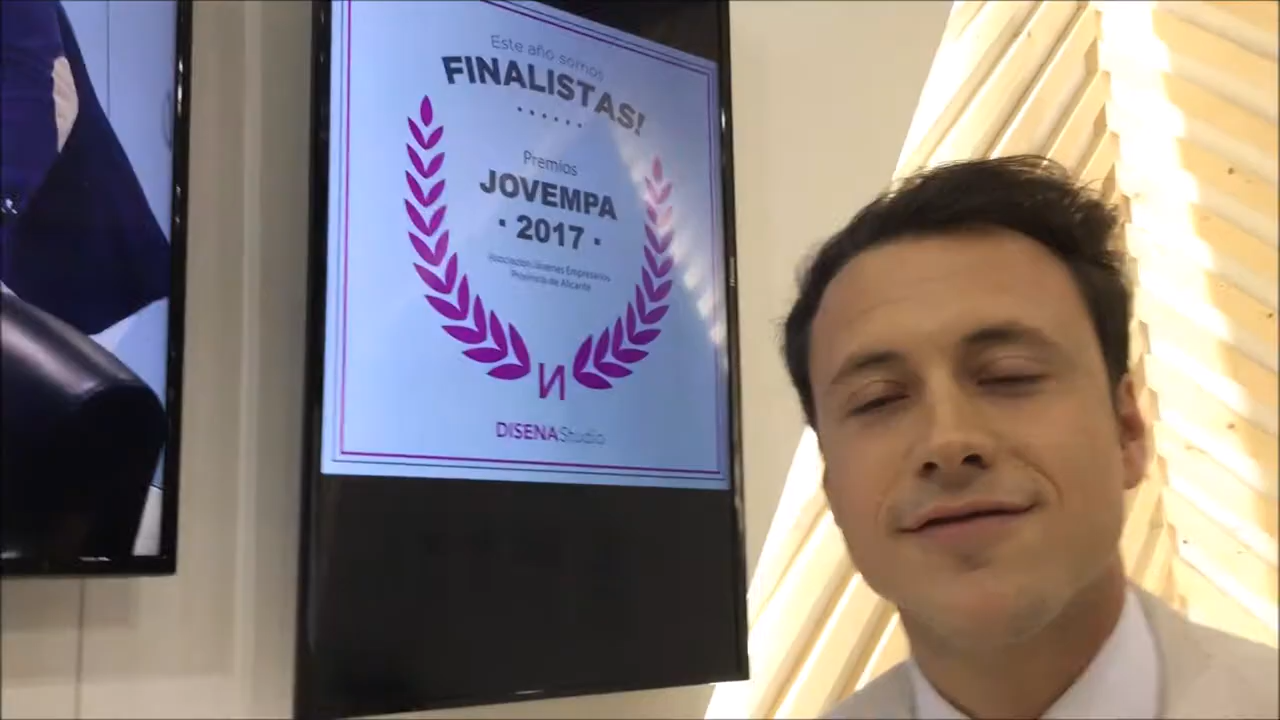 Este año somos
FINALISTAS!
Premios
JOVEMPA
· 2017 ·
Asociación Jóvenes Empresarios
Provincia de Alicante
N
DISENAStudio